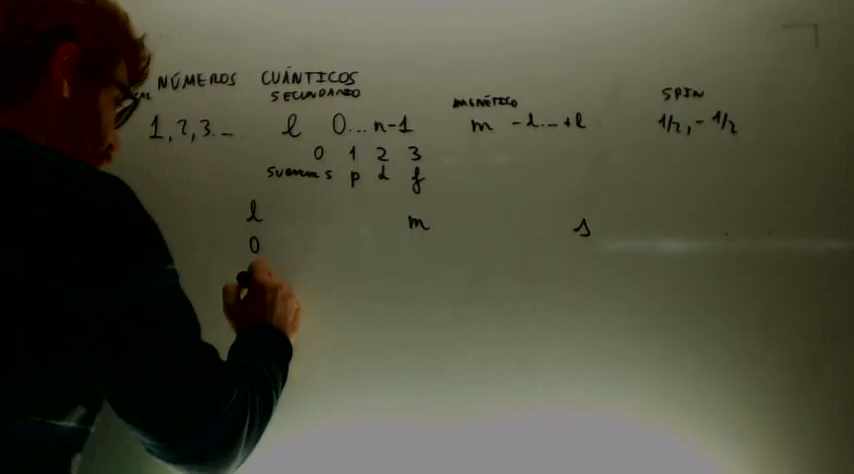 NÚMEROS CUÁNTICOS
SECUNDARIO
MAGNÉTICO
SPIN
1, 2, 3...
l 0...n-1
m -l...+l
1/2, -1/2
0 1 2 3
s p d f
l m s
0